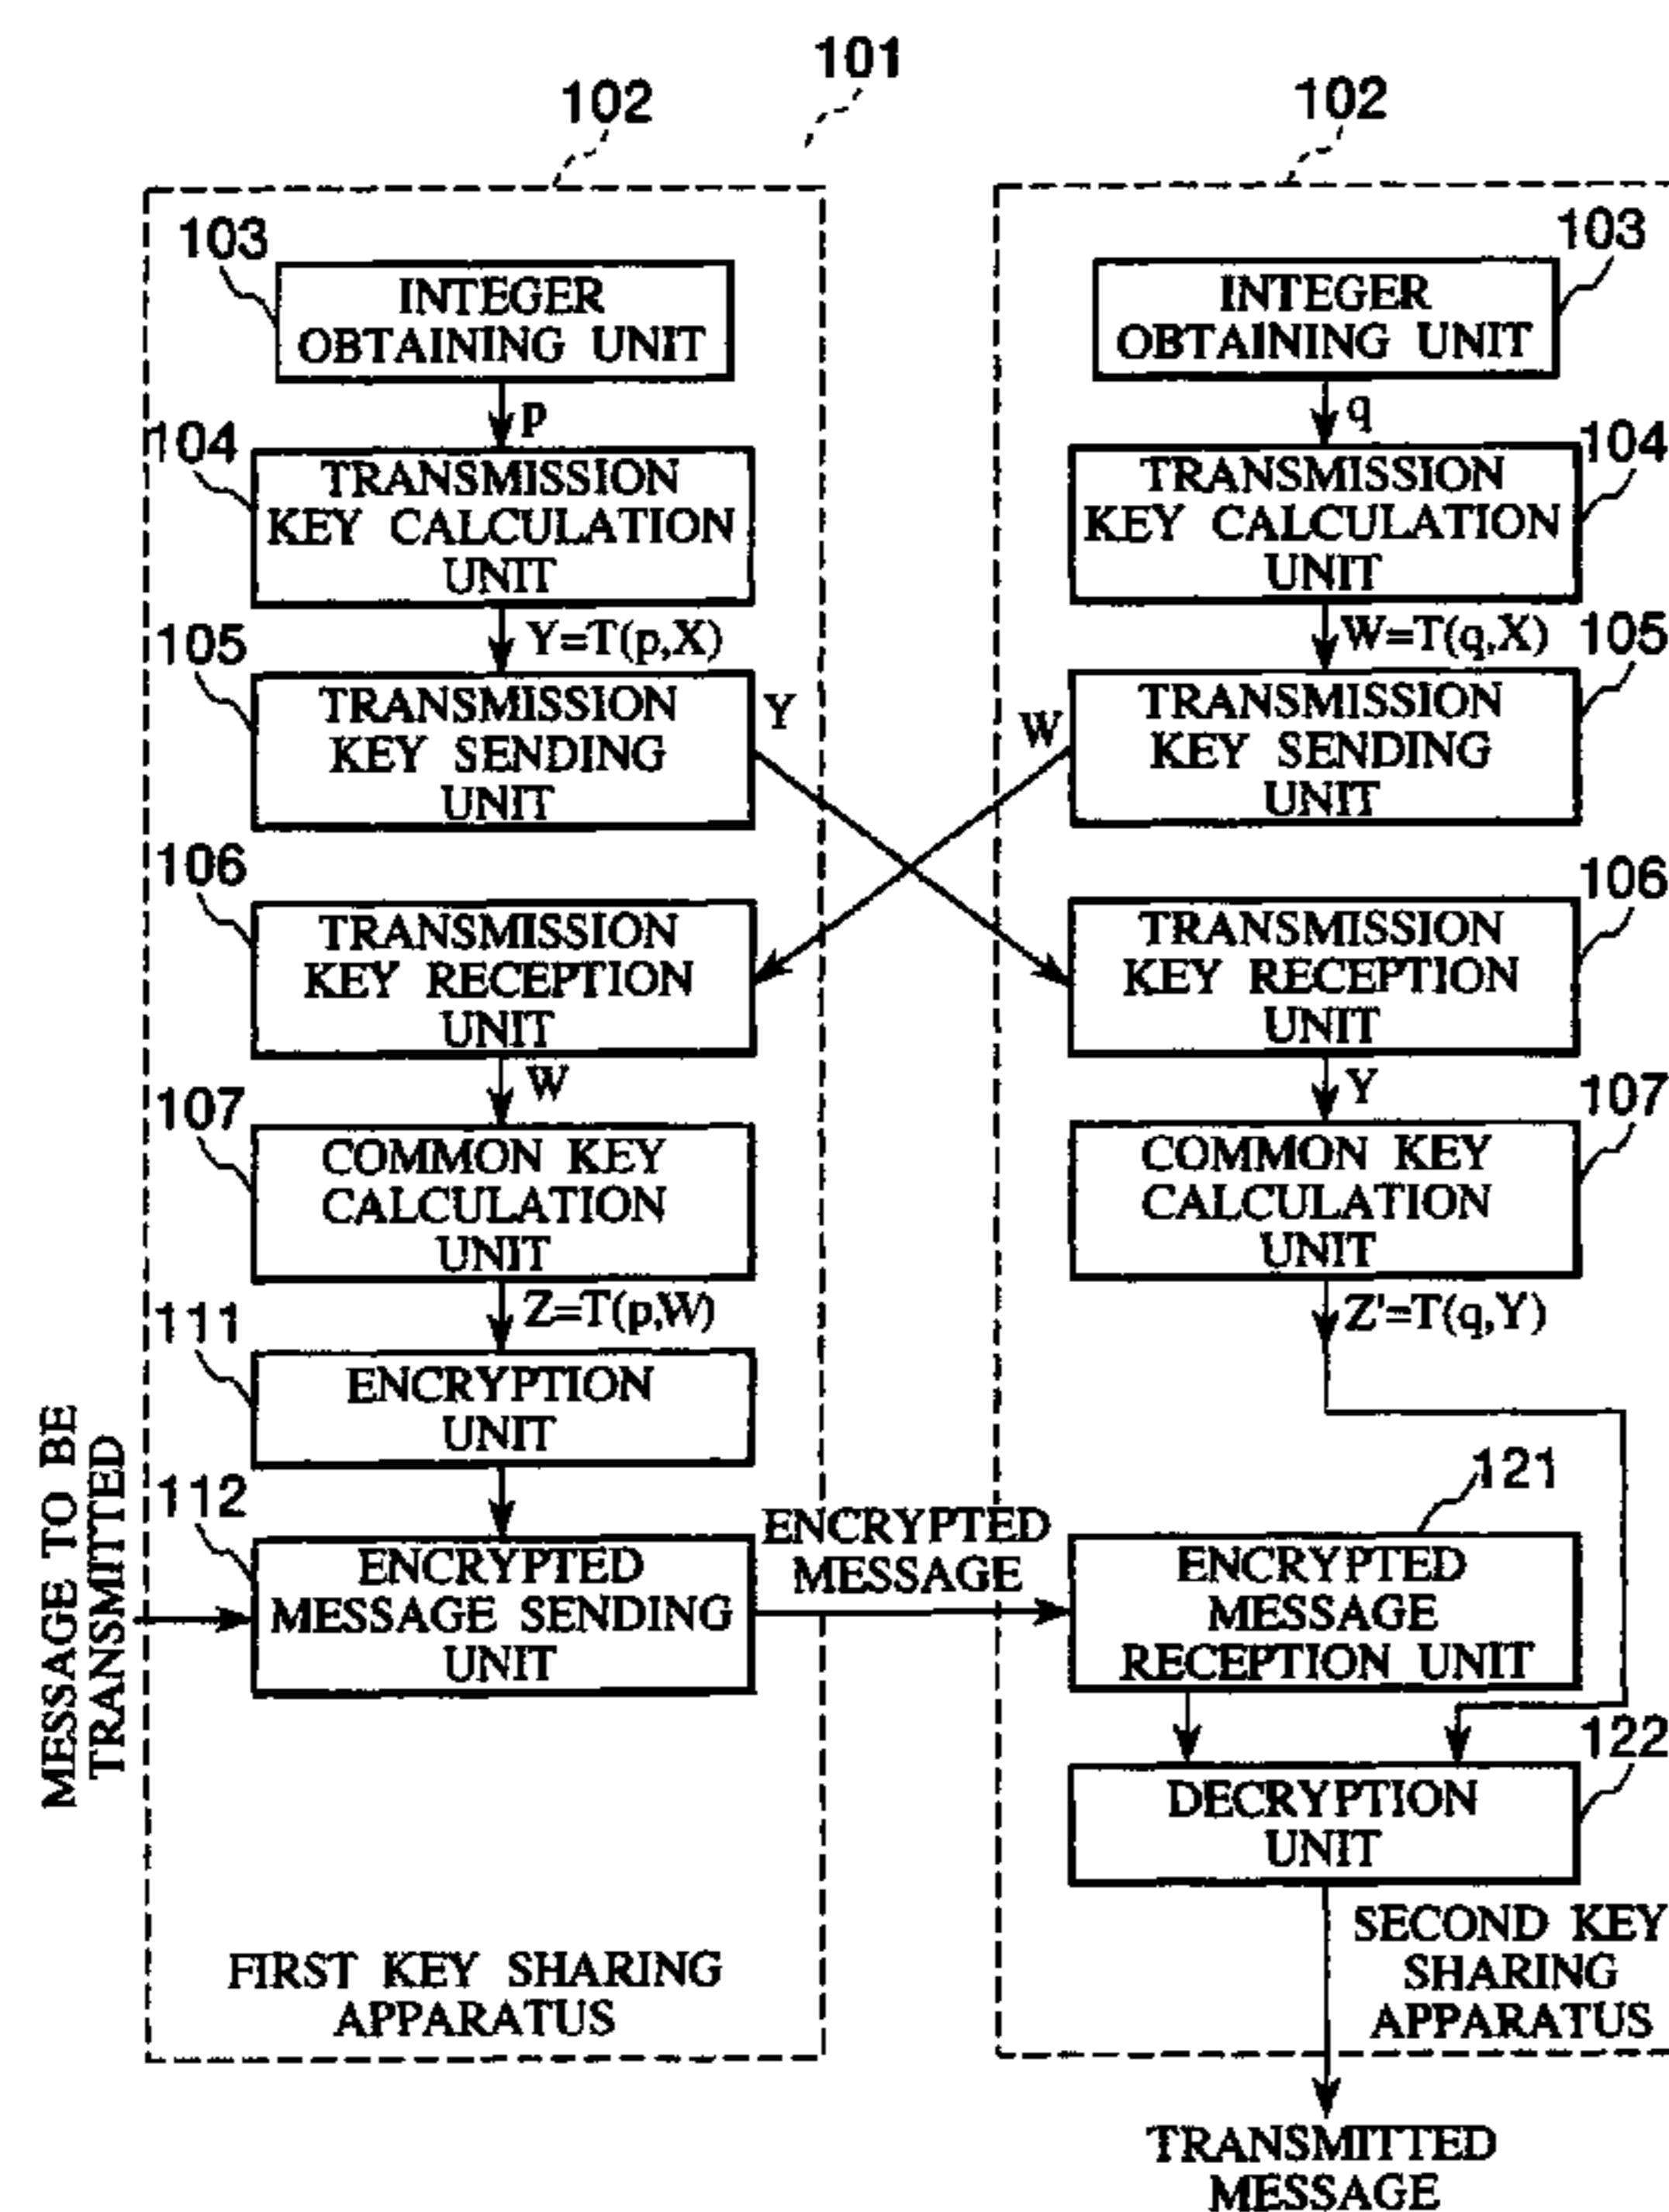 101
102
102
103
INTEGER
OBTAINING UNIT
p
104
TRANSMISSION
KEY CALCULATION
UNIT
Y=T(p,X)
105
TRANSMISSION
KEY SENDING
UNIT
Y
106
TRANSMISSION
KEY RECEPTION
UNIT
W
107
COMMON KEY
CALCULATION
UNIT
Z=T(p,W)
111
ENCRYPTION
UNIT
MESSAGE TO BE
TRANSMITTED
112
ENCRYPTED
MESSAGE SENDING
UNIT
FIRST KEY SHARING
APPARATUS
ENCRYPTED
MESSAGE
103
INTEGER
OBTAINING UNIT
q
104
TRANSMISSION
KEY CALCULATION
UNIT
W=T(q,X)
105
TRANSMISSION
KEY SENDING
UNIT
W
106
TRANSMISSION
KEY RECEPTION
UNIT
Y
107
COMMON KEY
CALCULATION
UNIT
Z'=T(q,Y)
121
ENCRYPTED
MESSAGE
RECEPTION UNIT
122
DECRYPTION
UNIT
SECOND KEY
SHARING
APPARATUS
TRANSMITTED
MESSAGE